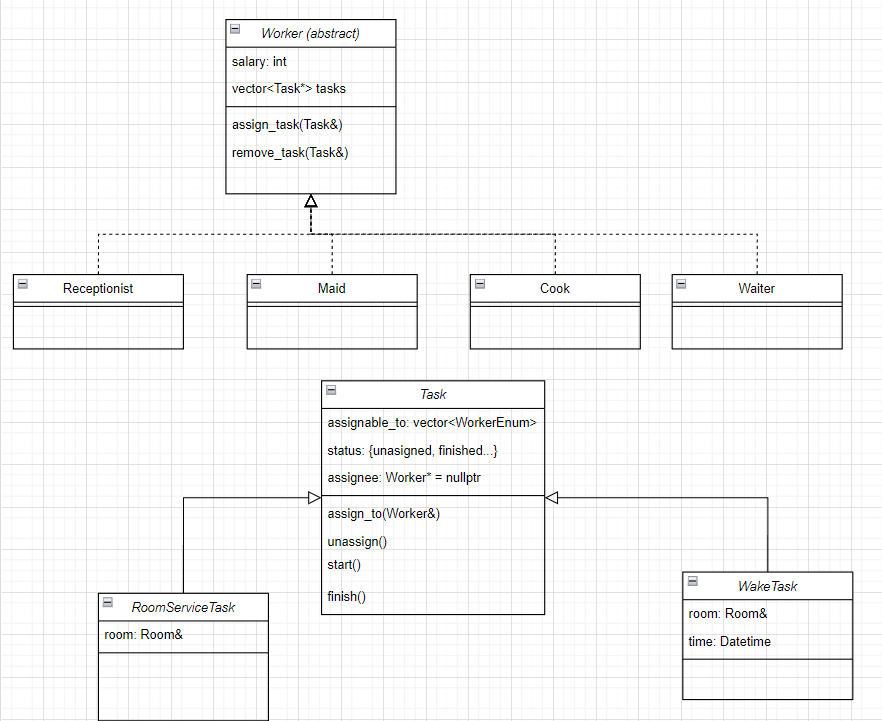 Worker (abstract)
salary: int
vector<Task*> tasks
assign_task(Task&)
remove_task(Task&)
Receptionist
Maid
Cook
Waiter
Task
assignable_to: vector<WorkerEnum>
status: {unasigned, finished...}
assignee: Worker* = nullptr
assign_to(Worker&)
unassign()
start()
finish()
RoomServiceTask
room: Room&
WakeTask
room: Room&
time: Datetime